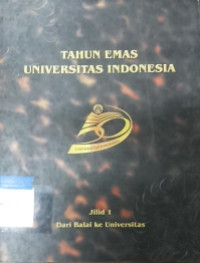 TAHUN EMAS
UNIVERSITAS INDONESIA
Jilid 1
Dari Balai ke Universitas